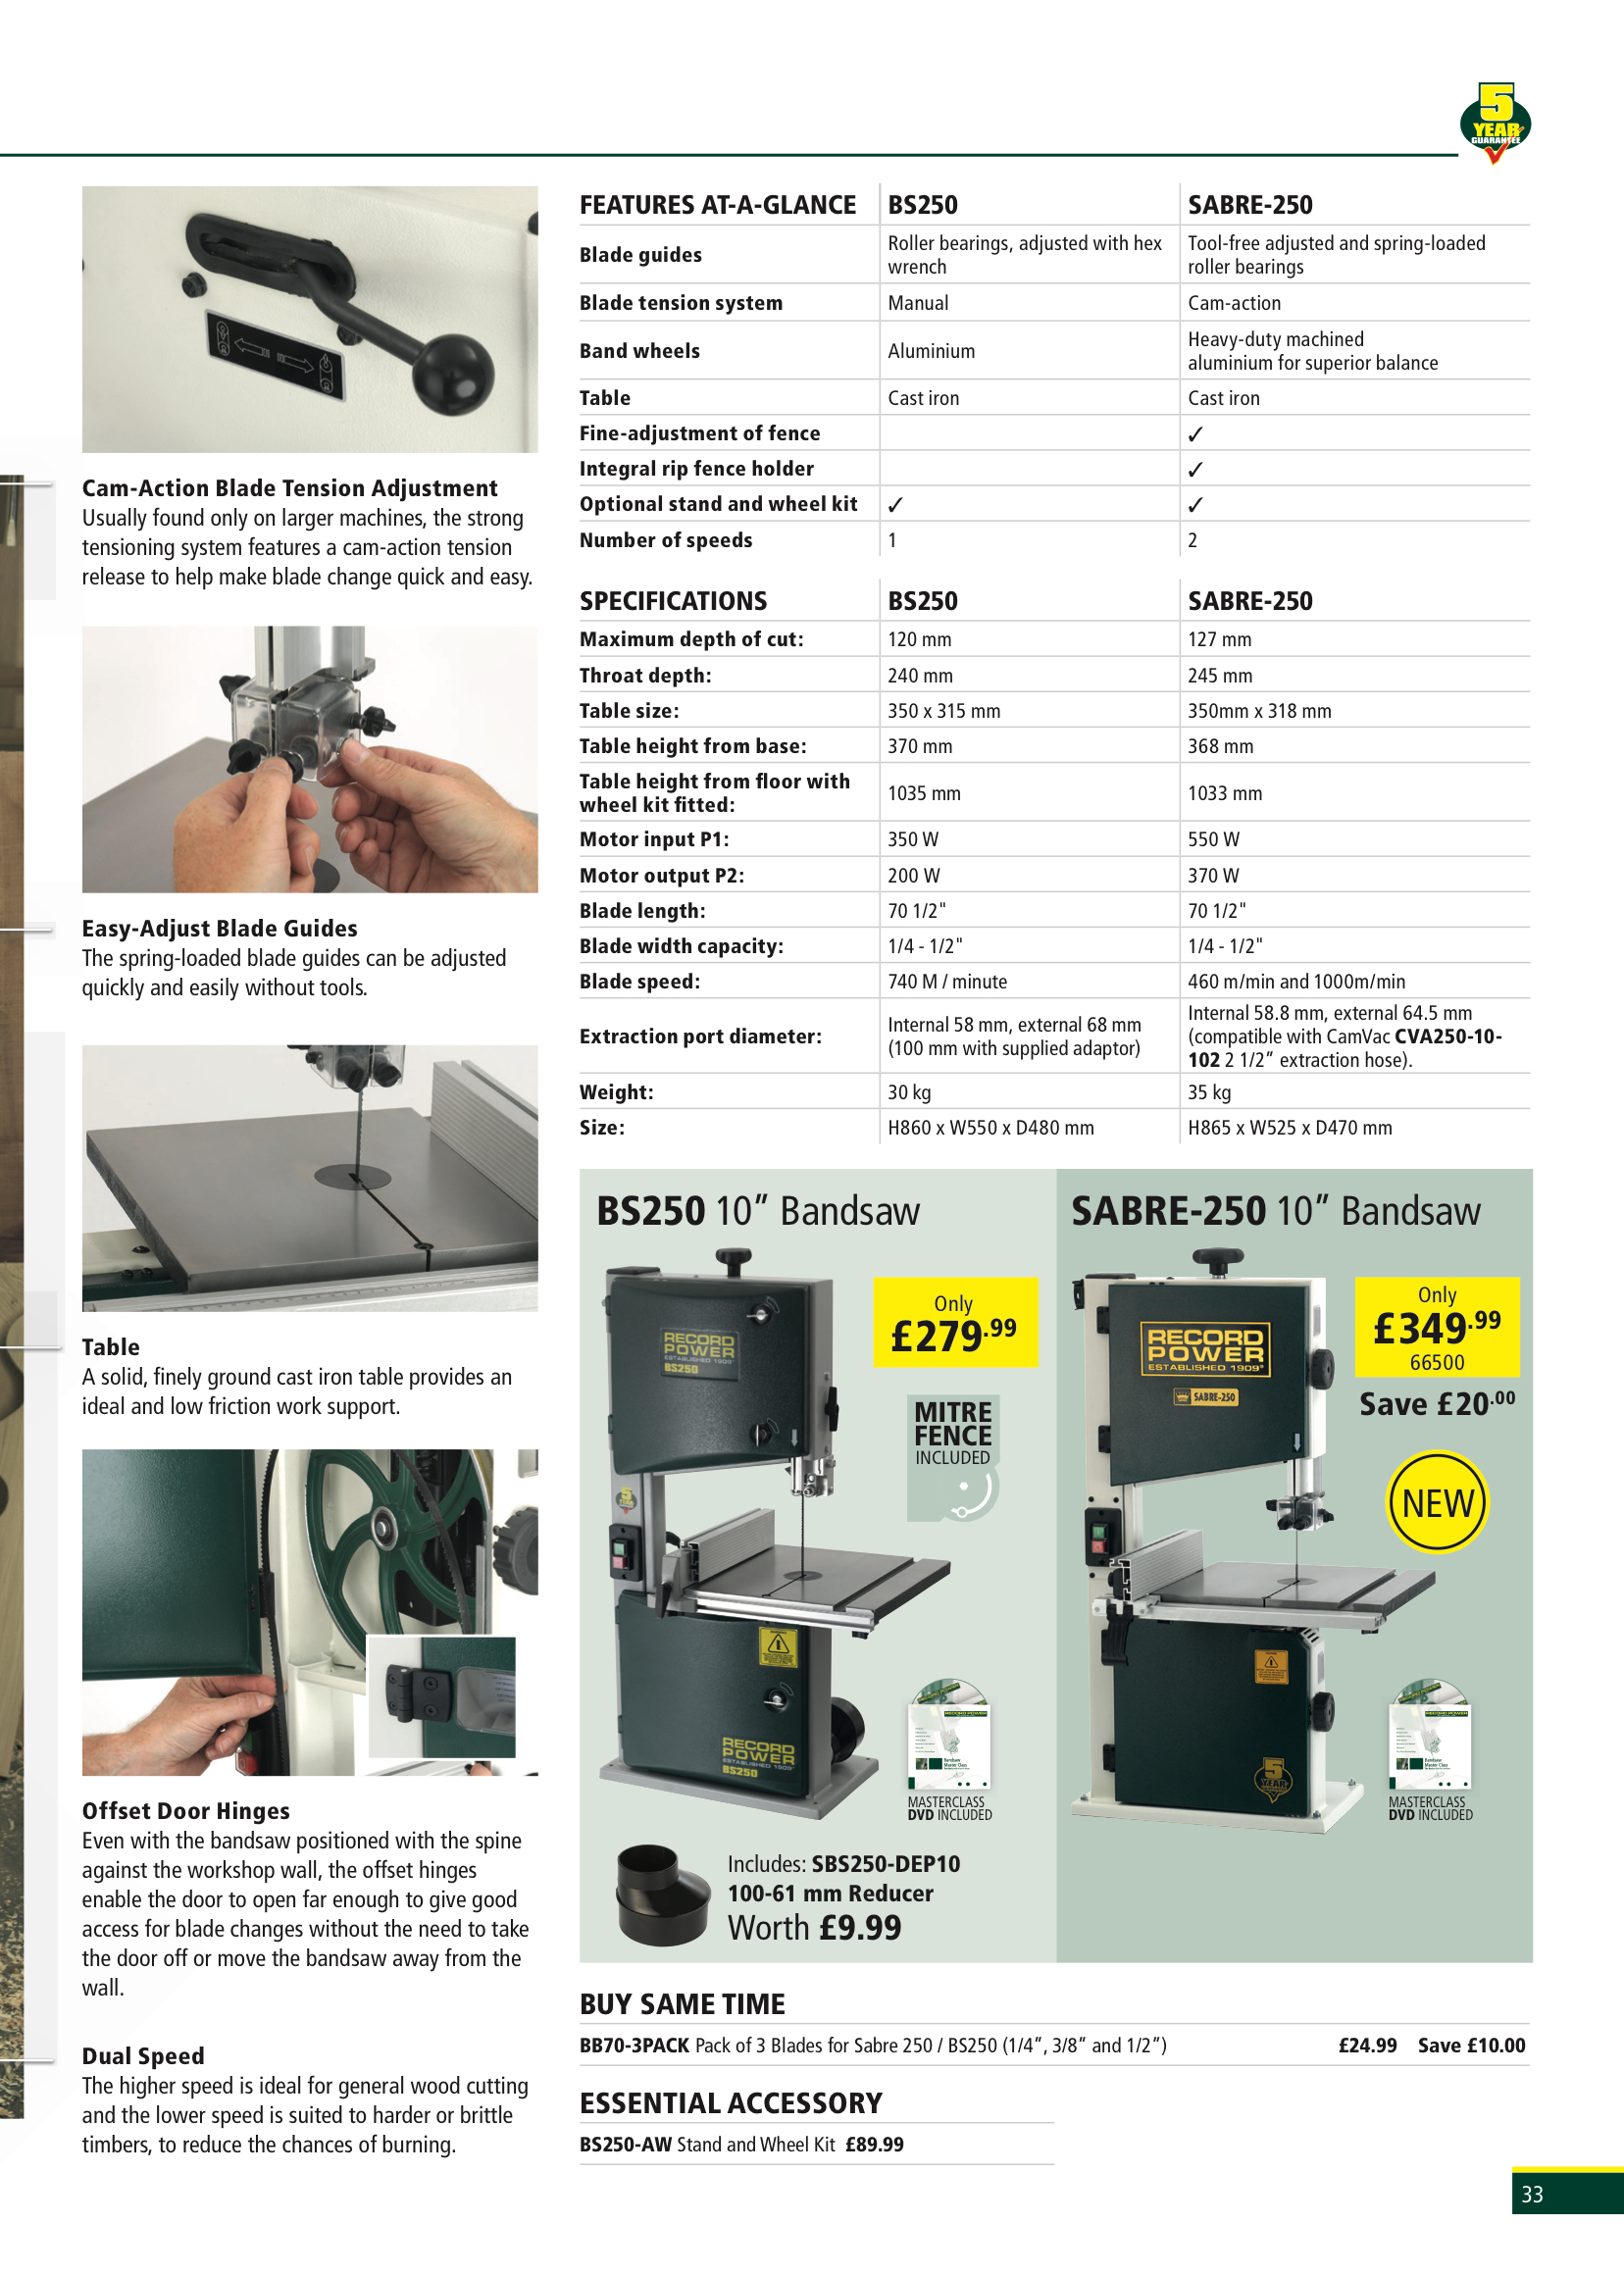 5
YEAR
GUARANTEE
Cam-Action Blade Tension Adjustment
Usually found only on larger machines, the strong
tensioning system features a cam-action tension
release to help make blade change quick and easy.
Easy-Adjust Blade Guides
The spring-loaded blade guides can be adjusted
quickly and easily without tools.
Table
A solid, finely ground cast iron table provides an
ideal and low friction work support.
Offset Door Hinges
Even with the bandsaw positioned with the spine
against the workshop wall, the offset hinges
enable the door to open far enough to give good
access for blade changes without the need to take
the door off or move the bandsaw away from the
wall.
Dual Speed
The higher speed is ideal for general wood cutting
and the lower speed is suited to harder or brittle
timbers, to reduce the chances of burning.
FEATURES AT-A-GLANCE BS250 SABRE-250
Blade guides Roller bearings, adjusted with hex wrench Tool-free adjusted and spring-loaded roller bearings
Blade tension system Manual Cam-action
Band wheels Aluminium Heavy-duty machined aluminium for superior balance
Table Cast iron Cast iron
Fine-adjustment of fence ✓
Integral rip fence holder ✓
Optional stand and wheel kit ✓ ✓
Number of speeds 1 2
SPECIFICATIONS BS250 SABRE-250
Maximum depth of cut: 120 mm 127 mm
Throat depth: 240 mm 245 mm
Table size: 350 x 315 mm 350mm x 318 mm
Table height from base: 370 mm 368 mm
Table height from floor with wheel kit fitted: 1035 mm 1033 mm
Motor input P1: 350 W 550 W
Motor output P2: 200 W 370 W
Blade length: 70 1/2" 70 1/2"
Blade width capacity: 1/4 - 1/2" 1/4 - 1/2"
Blade speed: 740 M / minute 460 m/min and 1000m/min
Extraction port diameter: Internal 58 mm, external 68 mm (100 mm with supplied adaptor) Internal 58.8 mm, external 64.5 mm (compatible with CamVac CVA250-10-102 2 1/2” extraction hose).
Weight: 30 kg 35 kg
Size: H860 x W550 x D480 mm H865 x W525 x D470 mm
BS250 10” Bandsaw
Only
£279.99
RECORD
POWER
ESTABLISHED 1909
BS250
MITRE
FENCE
INCLUDED
5
YEAR
RECORD
POWER
ESTABLISHED 1909
BS250
MASTERCLASS
DVD INCLUDED
Includes: SBS250-DEP10
100-61 mm Reducer
Worth £9.99
SABRE-250 10” Bandsaw
Only
£349.99
66500
Save £20.00
RECORD
POWER
ESTABLISHED 1909
SABRE-250
NEW
5
YEAR
MASTERCLASS
DVD INCLUDED
BUY SAME TIME
BB70-3PACK Pack of 3 Blades for Sabre 250 / BS250 (1/4”, 3/8” and 1/2”) £24.99 Save £10.00
ESSENTIAL ACCESSORY
BS250-AW Stand and Wheel Kit £89.99
33